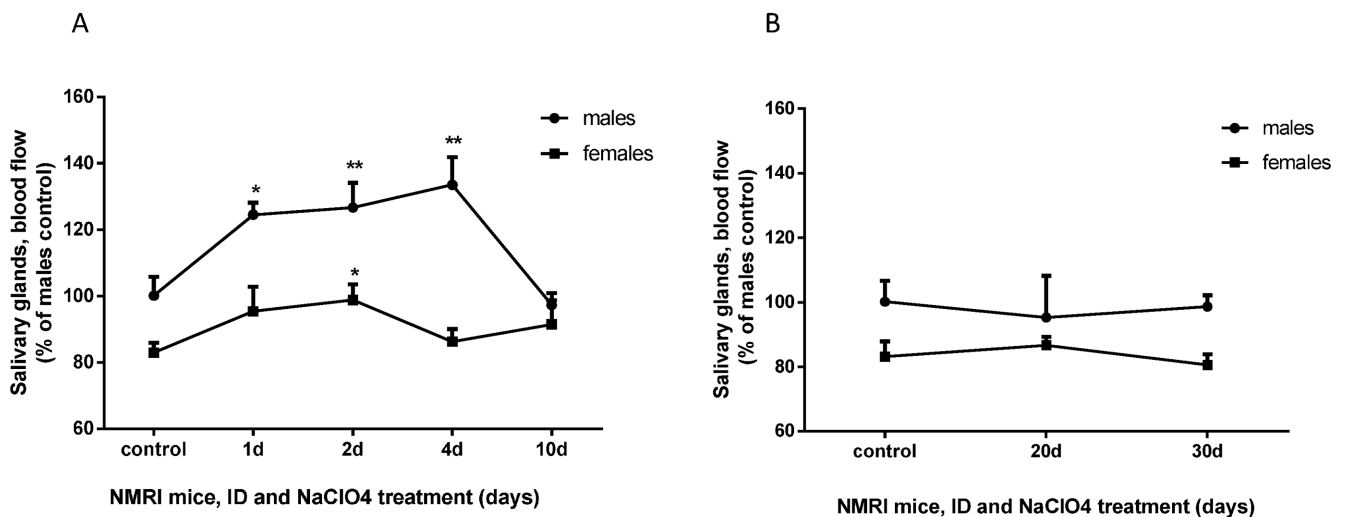 A
Salivary glands, blood flow
(% of males control)
160
140
120
100
80
60
*
**
**
*
males
females
control 1d 2d 4d 10d
NMRI mice, ID and NaClO4 treatment (days)
B
Salivary glands, blood flow
(% of males control)
160
140
120
100
80
60
males
females
control 20d 30d
NMRI mice, ID and NaClO4 treatment (days)